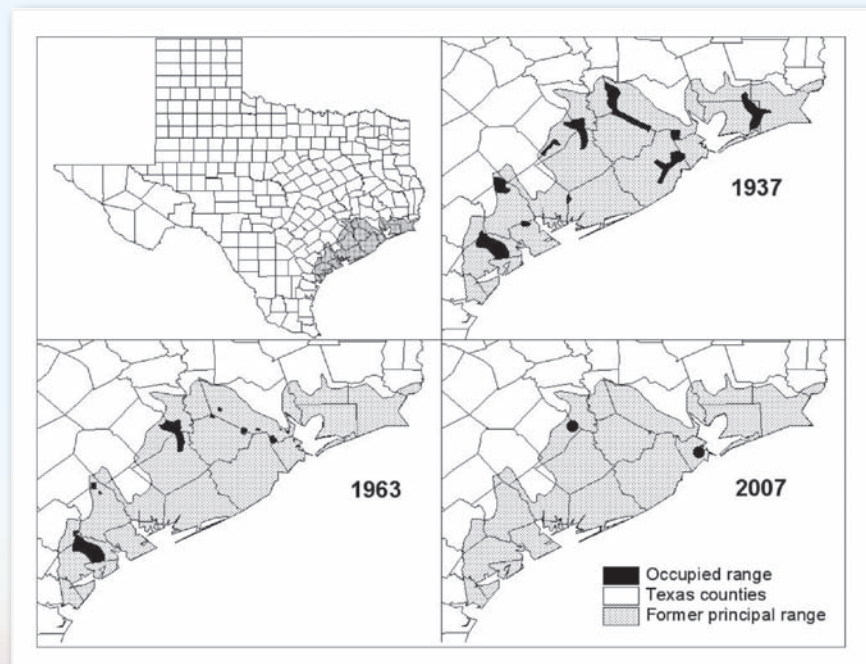 1937
1963
2007
Occupied range
Texas counties
Former principal range